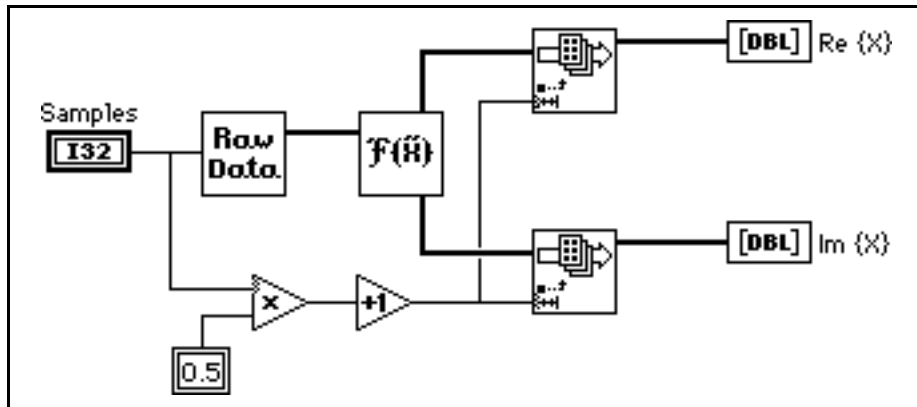 Samples
I32
Raw
Data
F{X}
[DBL] Re {X}
[DBL] Im {X}
x
+1
0.5